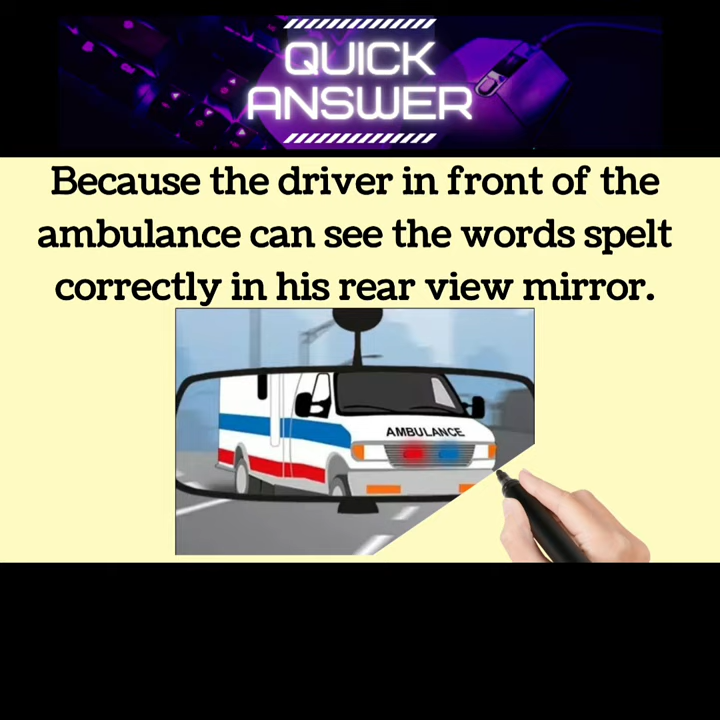 QUICK
ANSWER
Because the driver in front of the
ambulance can see the words spelt
correctly in his rear view mirror.
AMBULANCE